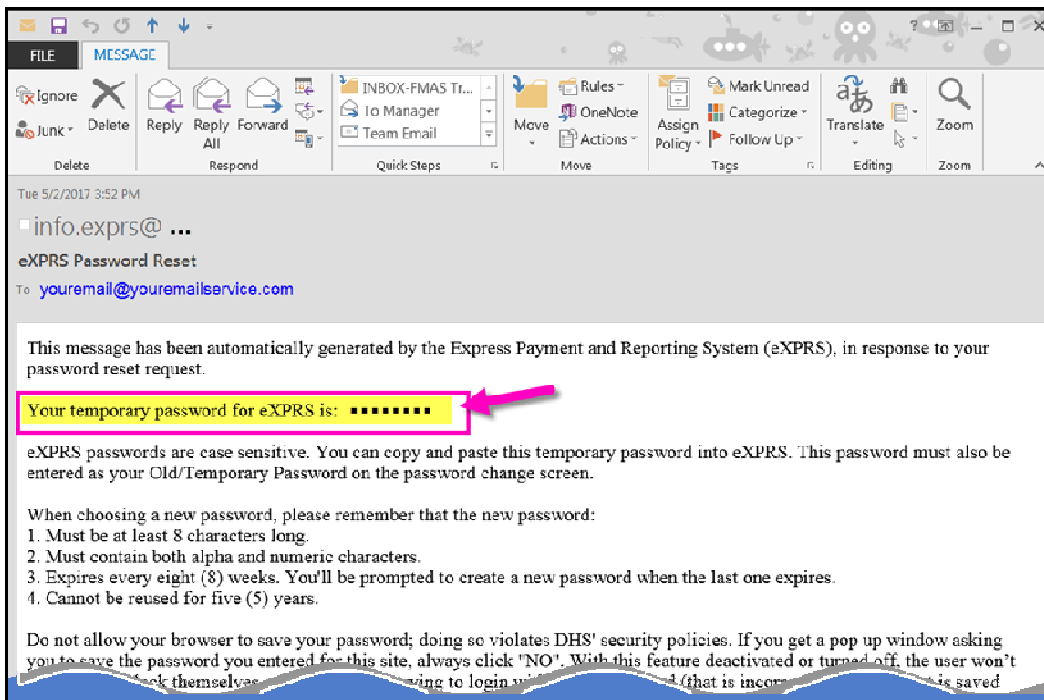 FILE MESSAGE
Ignore
Junk
Delete
Reply
Reply All
Forward
INBOX-FMAS Tr...
To Manager
Team Email
Move
Rules
OneNote
Actions
Assign Policy
Mark Unread
Categorize
Follow Up
Translate
Zoom
Delete Respond Quick Steps Move Tags Editing Zoom
Tue 5/2/2017 3:52 PM
info.exprs@ ...
eXPRS Password Reset
To youremail@youremailservice.com
This message has been automatically generated by the Express Payment and Reporting System (eXPRS), in response to your
password reset request.
Your temporary password for eXPRS is: ▪▪▪▪▪▪▪▪
eXPRS passwords are case sensitive. You can copy and paste this temporary password into eXPRS. This password must also be
entered as your Old/Temporary Password on the password change screen.
When choosing a new password, please remember that the new password:
1. Must be at least 8 characters long.
2. Must contain both alpha and numeric characters.
3. Expires every eight (8) weeks. You'll be prompted to create a new password when the last one expires.
4. Cannot be reused for five (5) years.
Do not allow your browser to save your password; doing so violates DHS' security policies. If you get a pop up window asking
you to save the password you entered for this site, always click "NO". With this feature deactivated or turned off, the user won't
themselves to login (that is is saved